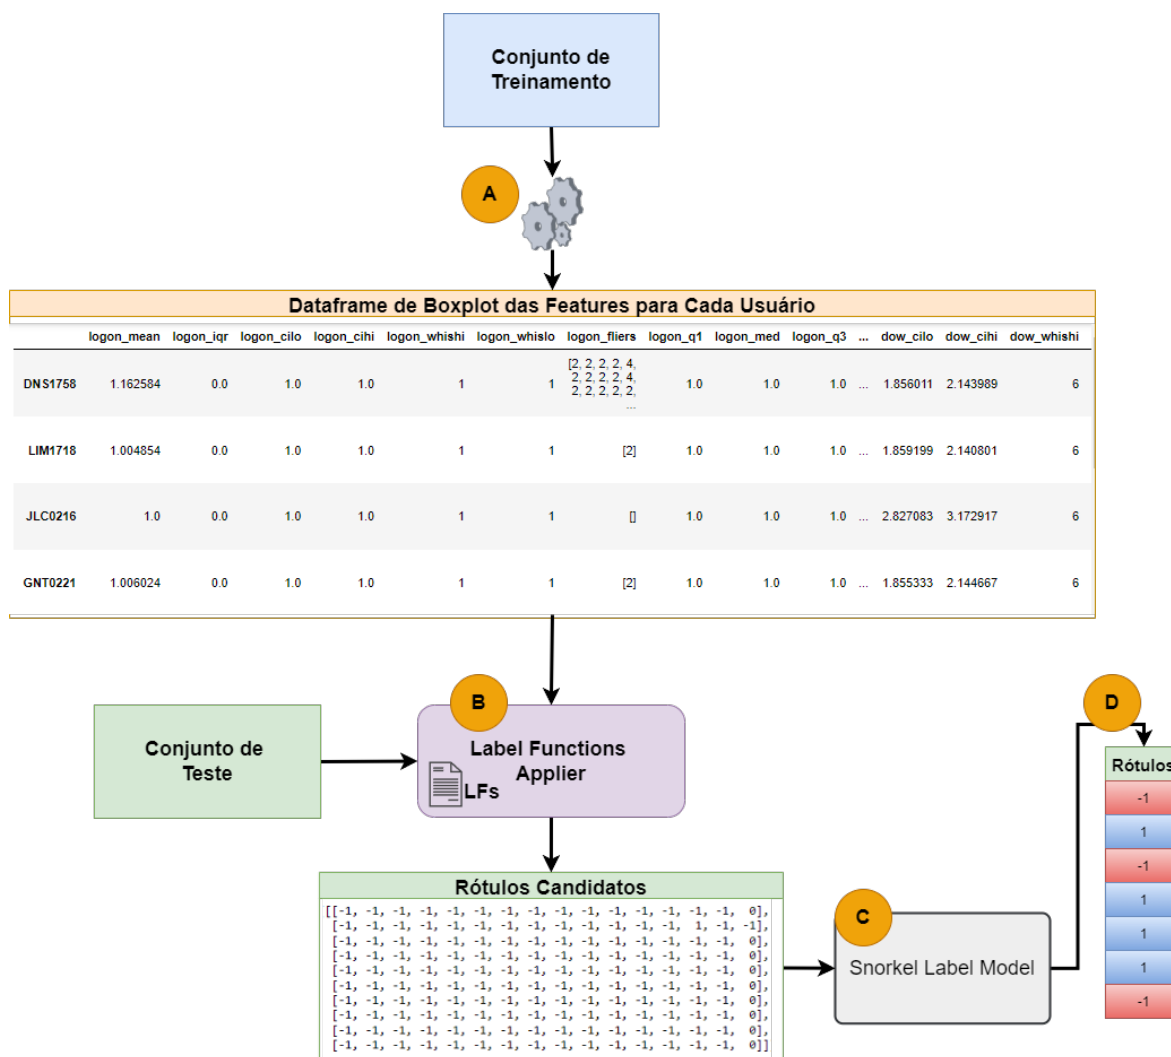 Conjunto de
Treinamento
A
Dataframe de Boxplot das Features para Cada Usuário
logon_mean logon_iqr logon_cilo logon_cihi logon_whishi logon_whislo logon_fliers logon_q1 logon_med logon_q3 ... dow_cilo dow_cihi dow_whishi
DNS1758 1.162584 0.0 1.0 1.0 1 1 [2, 2, 2, 2, 4, 1.0 1.0 1.0 ... 1.856011 2.143989 6
2, 2, 2, 2, 4,
2, 2, 2, 2, 2,
...
LIM1718 1.004854 0.0 1.0 1.0 1 1 [2] 1.0 1.0 1.0 ... 1.859199 2.140801 6
JLC0216 1.0 0.0 1.0 1.0 1 1 [] 1.0 1.0 1.0 ... 2.827083 3.172917 6
GNT0221 1.006024 0.0 1.0 1.0 1 1 [2] 1.0 1.0 1.0 ... 1.855333 2.144667 6
Conjunto de
Teste
B
Label Functions
Applier
LFs
Rótulos Candidatos
[[-1, -1, -1, -1, -1, -1, -1, -1, -1, -1, -1, -1, -1, -1, -1, 0],
[-1, -1, -1, -1, -1, -1, -1, -1, -1, -1, -1, -1, -1, 1, -1, -1],
[-1, -1, -1, -1, -1, -1, -1, -1, -1, -1, -1, -1, -1, -1, -1, 0],
[-1, -1, -1, -1, -1, -1, -1, -1, -1, -1, -1, -1, -1, -1, -1, 0],
[-1, -1, -1, -1, -1, -1, -1, -1, -1, -1, -1, -1, -1, -1, -1, 0],
[-1, -1, -1, -1, -1, -1, -1, -1, -1, -1, -1, -1, -1, -1, -1, 0],
[-1, -1, -1, -1, -1, -1, -1, -1, -1, -1, -1, -1, -1, -1, -1, 0],
[-1, -1, -1, -1, -1, -1, -1, -1, -1, -1, -1, -1, -1, -1, -1, 0],
[-1, -1, -1, -1, -1, -1, -1, -1, -1, -1, -1, -1, -1, -1, -1, 0],
[-1, -1, -1, -1, -1, -1, -1, -1, -1, -1, -1, -1, -1, -1, -1, 0]]
C
Snorkel Label Model
D
Rótulos
-1
1
-1
1
1
1
-1